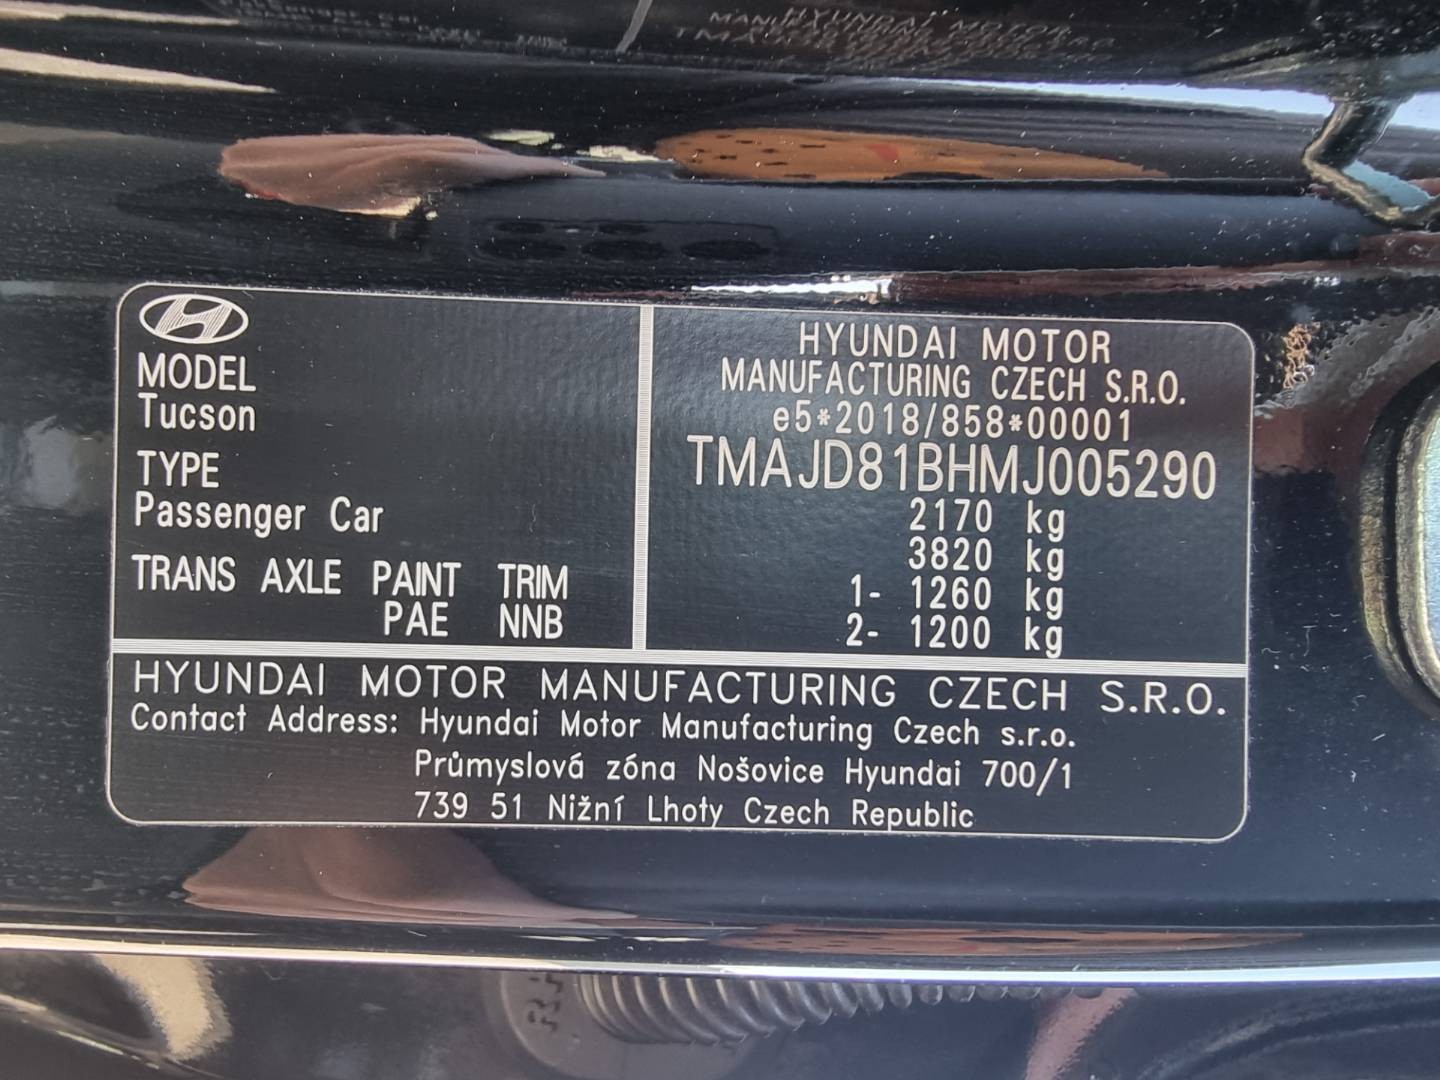 MODEL
Tucson
TYPE
Passenger Car
TRANS AXLE PAINT TRIM
PAE NNB
HYUNDAI MOTOR
MANUFACTURING CZECH S.R.O.
e5*2018/858*00001
TMAJD81BHMJ005290
2170 kg
3820 kg
1- 1260 kg
2- 1200 kg
HYUNDAI MOTOR MANUFACTURING CZECH S.R.O.
Contact Address: Hyundai Motor Manufacturing Czech s.r.o.
Průmyslová zóna Nošovice Hyundai 700/1
739 51 Nižní Lhoty Czech Republic